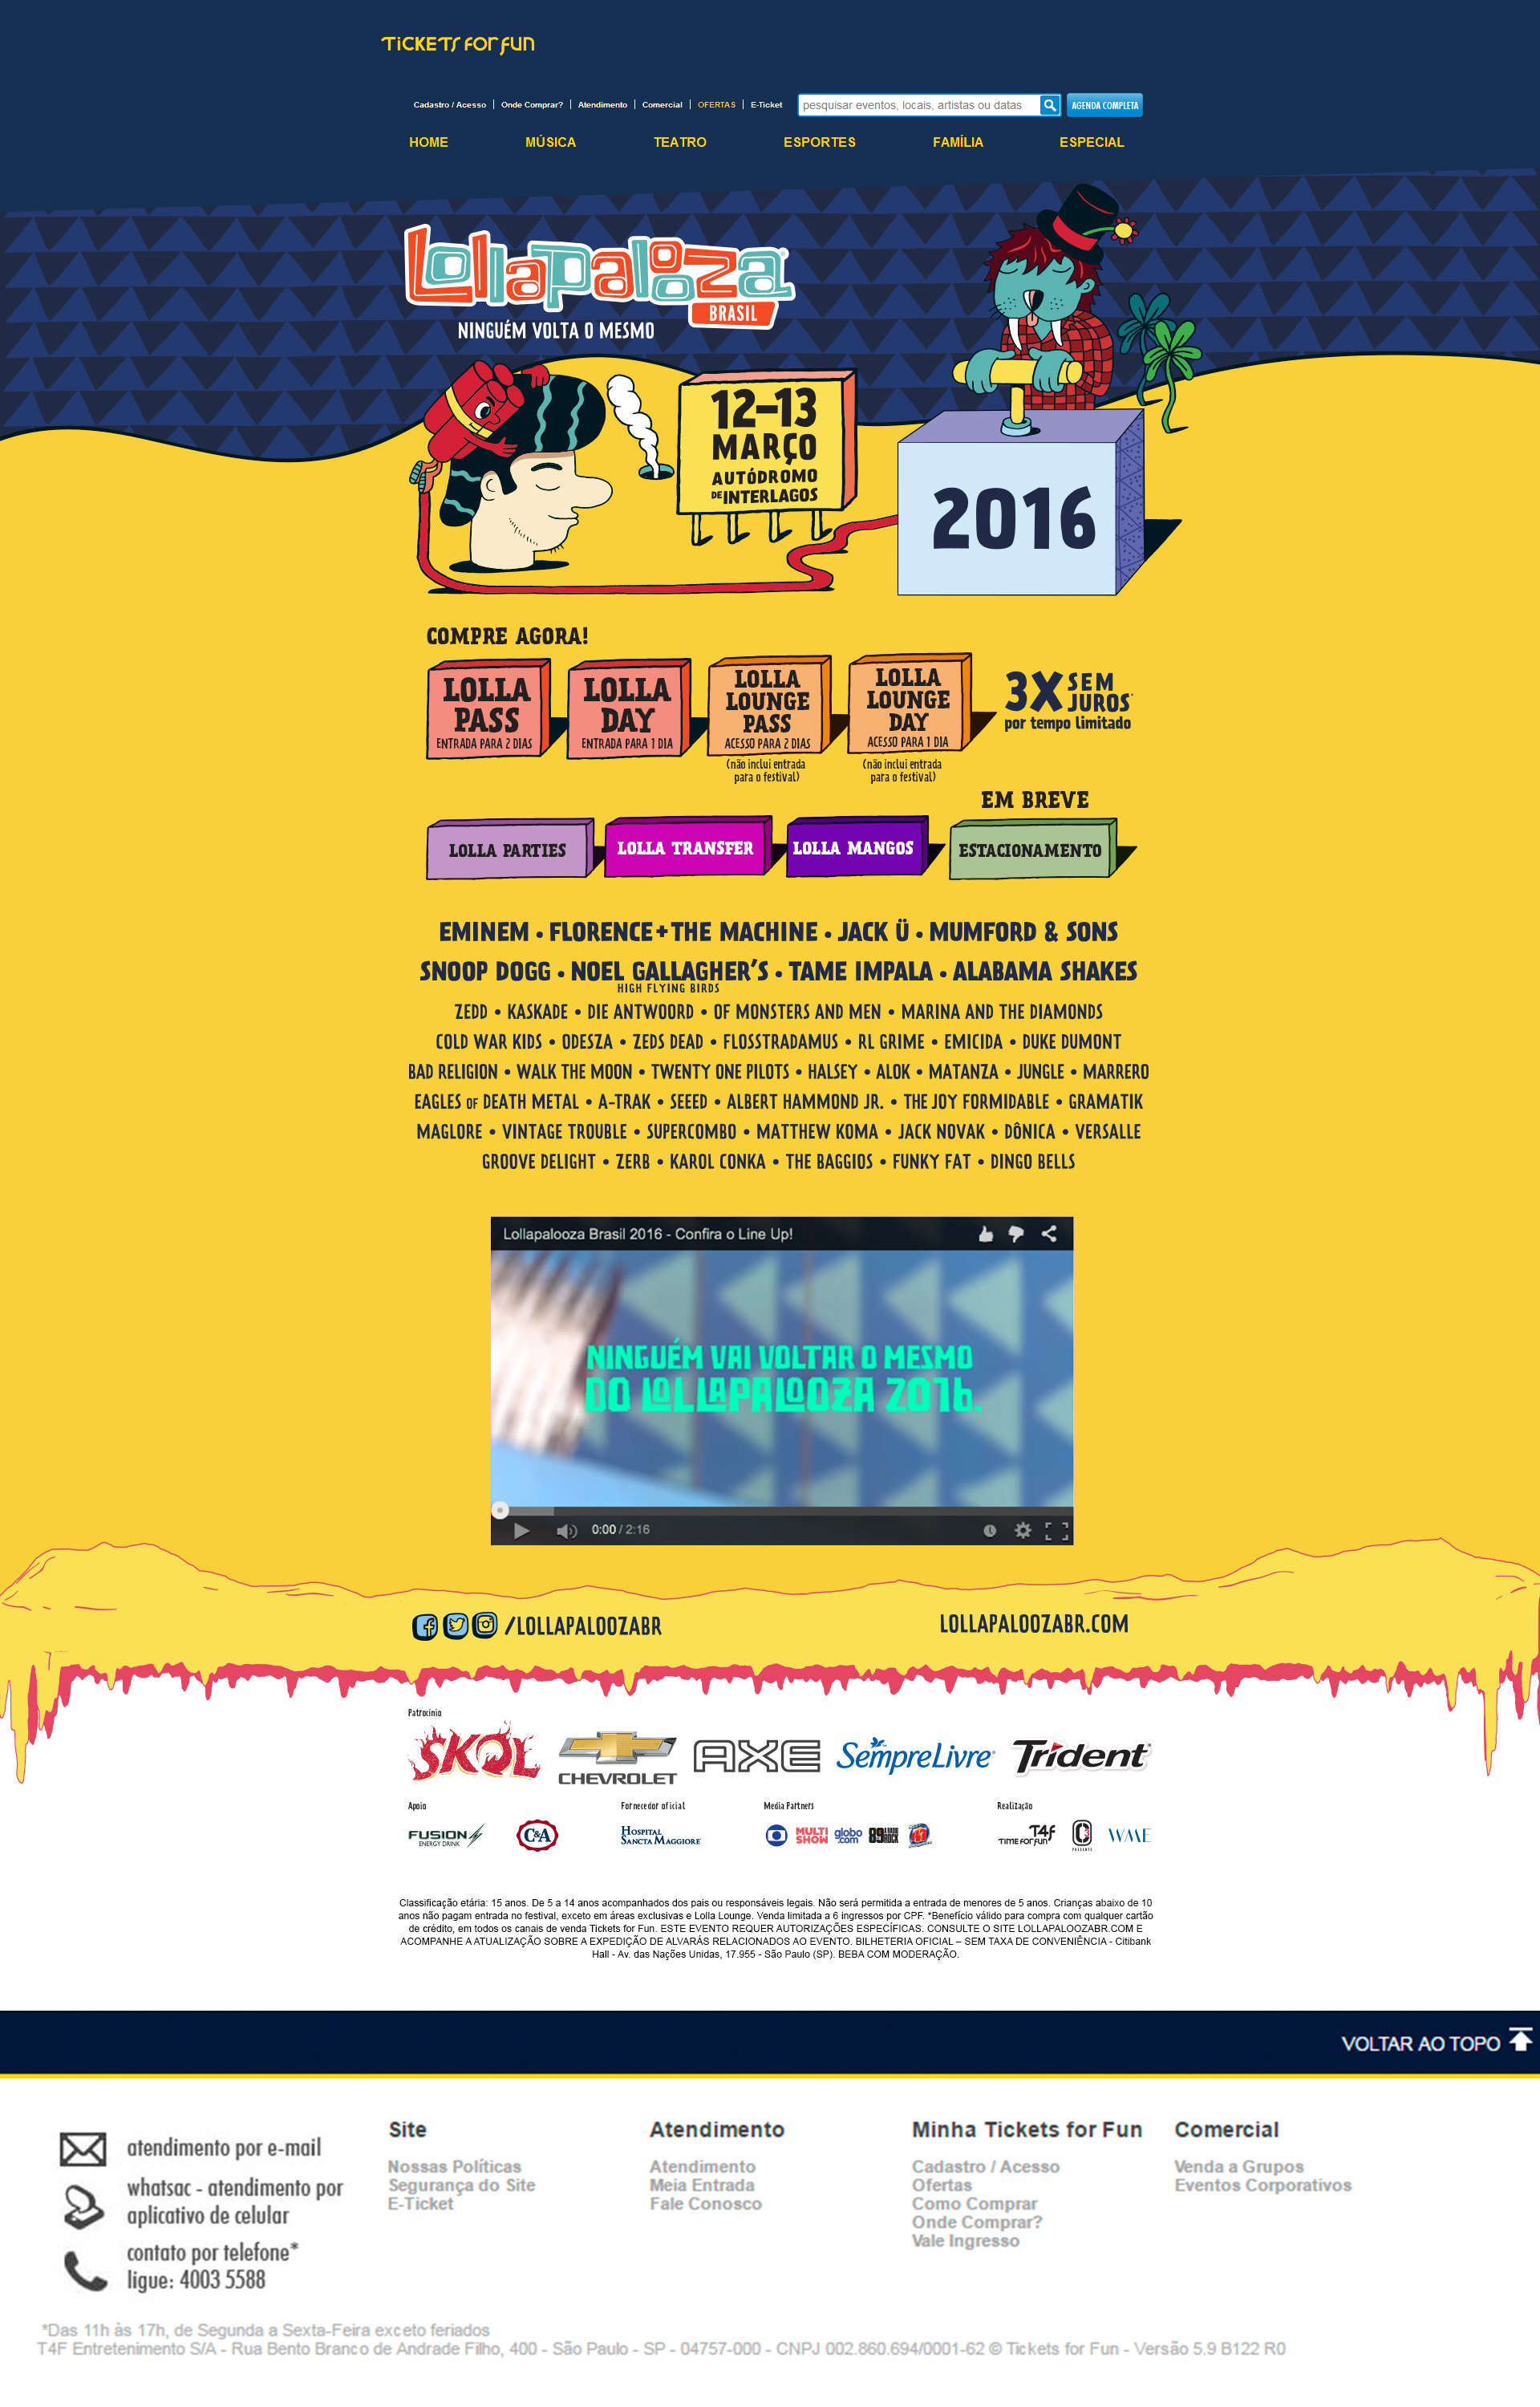 TiCKETS FOR FUN
Cadastro / Acesso | Onde Comprar? | Atendimento | Comercial | OFERTAS | E-Ticket
pesquisar eventos, locais, artistas ou datas
AGENDA COMPLETA
HOME MÚSICA TEATRO ESPORTES FAMÍLIA ESPECIAL
Lollapalooza
BRASIL
NINGUÉM VOLTA O MESMO
12–13
MARÇO
AUTÓDROMO
DE INTERLAGOS
2016
COMPRE AGORA!
LOLLA
PASS
ENTRADA PARA 2 DIAS
LOLLA
DAY
ENTRADA PARA 1 DIA
LOLLA
LOUNGE
PASS
ACESSO PARA 2 DIAS
(não inclui entrada
para o festival)
LOLLA
LOUNGE
DAY
ACESSO PARA 1 DIA
(não inclui entrada
para o festival)
3X SEM
JUROS*
por tempo limitado
EM BREVE
LOLLA PARTIES
LOLLA TRANSFER
LOLLA MANGOS
ESTACIONAMENTO
EMINEM • FLORENCE + THE MACHINE • JACK Ü • MUMFORD & SONS
SNOOP DOGG • NOEL GALLAGHER'S • TAME IMPALA • ALABAMA SHAKES
HIGH FLYING BIRDS
ZEDD • KASKADE • DIE ANTWOORD • OF MONSTERS AND MEN • MARINA AND THE DIAMONDS
COLD WAR KIDS • ODESZA • ZEDS DEAD • FLOSSTRADAMUS • RL GRIME • EMICIDA • DUKE DUMONT
BAD RELIGION • WALK THE MOON • TWENTY ONE PILOTS • HALSEY • ALOK • MATANZA • JUNGLE • MARRERO
EAGLES OF DEATH METAL • A-TRAK • SEEED • ALBERT HAMMOND JR. • THE JOY FORMIDABLE • GRAMATIK
MAGLORE • VINTAGE TROUBLE • SUPERCOMBO • MATTHEW KOMA • JACK NOVAK • DÔNICA • VERSALLE
GROOVE DELIGHT • ZERB • KAROL CONKA • THE BAGGIOS • FUNKY FAT • DINGO BELLS
Lollapalooza Brasil 2016 - Confira o Line Up!
NINGUÉM VAI VOLTAR O MESMO
DO LOLLAPALOOZA 2016.
0:00 / 2:16
/LOLLAPALOOZABR
LOLLAPALOOZABR.COM
Patrocínio
SKOL
CHEVROLET
AXE
SempreLivre
Trident
Apoio
Fornecedor oficial
Media Partners
Realização
FUSION
ENERGY DRINK
C&A
HOSPITAL
SANCTA MAGGIORE
MULTI
SHOW
globo
.com
89 A RÁDIO ROCK
T4F
TIME FOR FUN
C3
PRESENTS
WME
Classificação etária: 15 anos. De 5 a 14 anos acompanhados dos pais ou responsáveis legais. Não será permitida a entrada de menores de 5 anos. Crianças abaixo de 10
anos não pagam entrada no festival, exceto em áreas exclusivas e Lolla Lounge. Venda limitada a 6 ingressos por CPF. *Benefício válido para compra com qualquer cartão
de crédito, em todos os canais de venda Tickets for Fun. ESTE EVENTO REQUER AUTORIZAÇÕES ESPECÍFICAS. CONSULTE O SITE LOLLAPALOOZABR.COM E
ACOMPANHE A ATUALIZAÇÃO SOBRE A EXPEDIÇÃO DE ALVARÁS RELACIONADOS AO EVENTO. BILHETERIA OFICIAL – SEM TAXA DE CONVENIÊNCIA - Citibank
Hall - Av. das Nações Unidas, 17.955 - São Paulo (SP). BEBA COM MODERAÇÃO.
VOLTAR AO TOPO
atendimento por e-mail
whatsac - atendimento por
aplicativo de celular
contato por telefone*
ligue: 4003 5588
Site
Nossas Políticas
Segurança do Site
E-Ticket
Atendimento
Atendimento
Meia Entrada
Fale Conosco
Minha Tickets for Fun
Cadastro / Acesso
Ofertas
Como Comprar
Onde Comprar?
Vale Ingresso
Comercial
Venda a Grupos
Eventos Corporativos
*Das 11h às 17h, de Segunda a Sexta-Feira exceto feriados
T4F Entretenimento S/A - Rua Bento Branco de Andrade Filho, 400 - São Paulo - SP - 04757-000 - CNPJ 002.860.694/0001-62 © Tickets for Fun - Versão 5.9 B122 R0